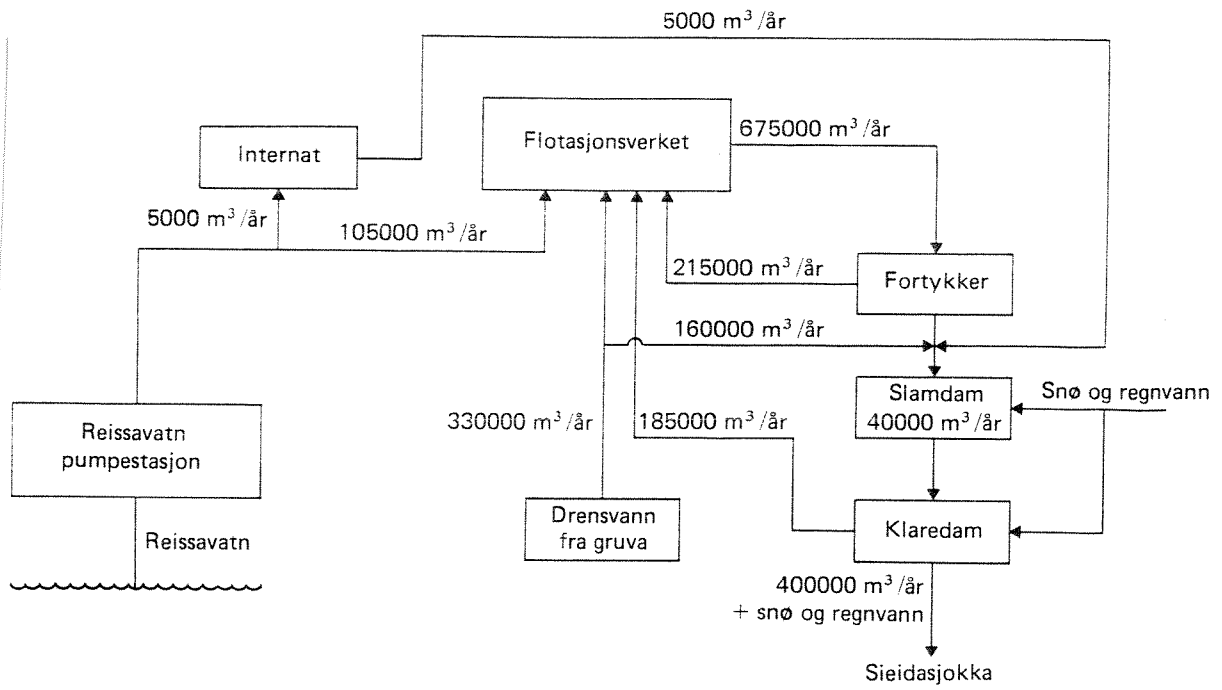 5000 m³/år
Flotasjonsverket
675000 m³/år
Internat
5000 m³/år
105000 m³/år
215000 m³/år
Fortykker
160000 m³/år
Slamdam
40000 m³/år
Snø og regnvann
330000 m³/år
185000 m³/år
Reissavatn
pumpestasjon
Drensvann
fra gruva
Klaredam
Reissavatn
400000 m³/år
+ snø og regnvann
Sieidasjokka